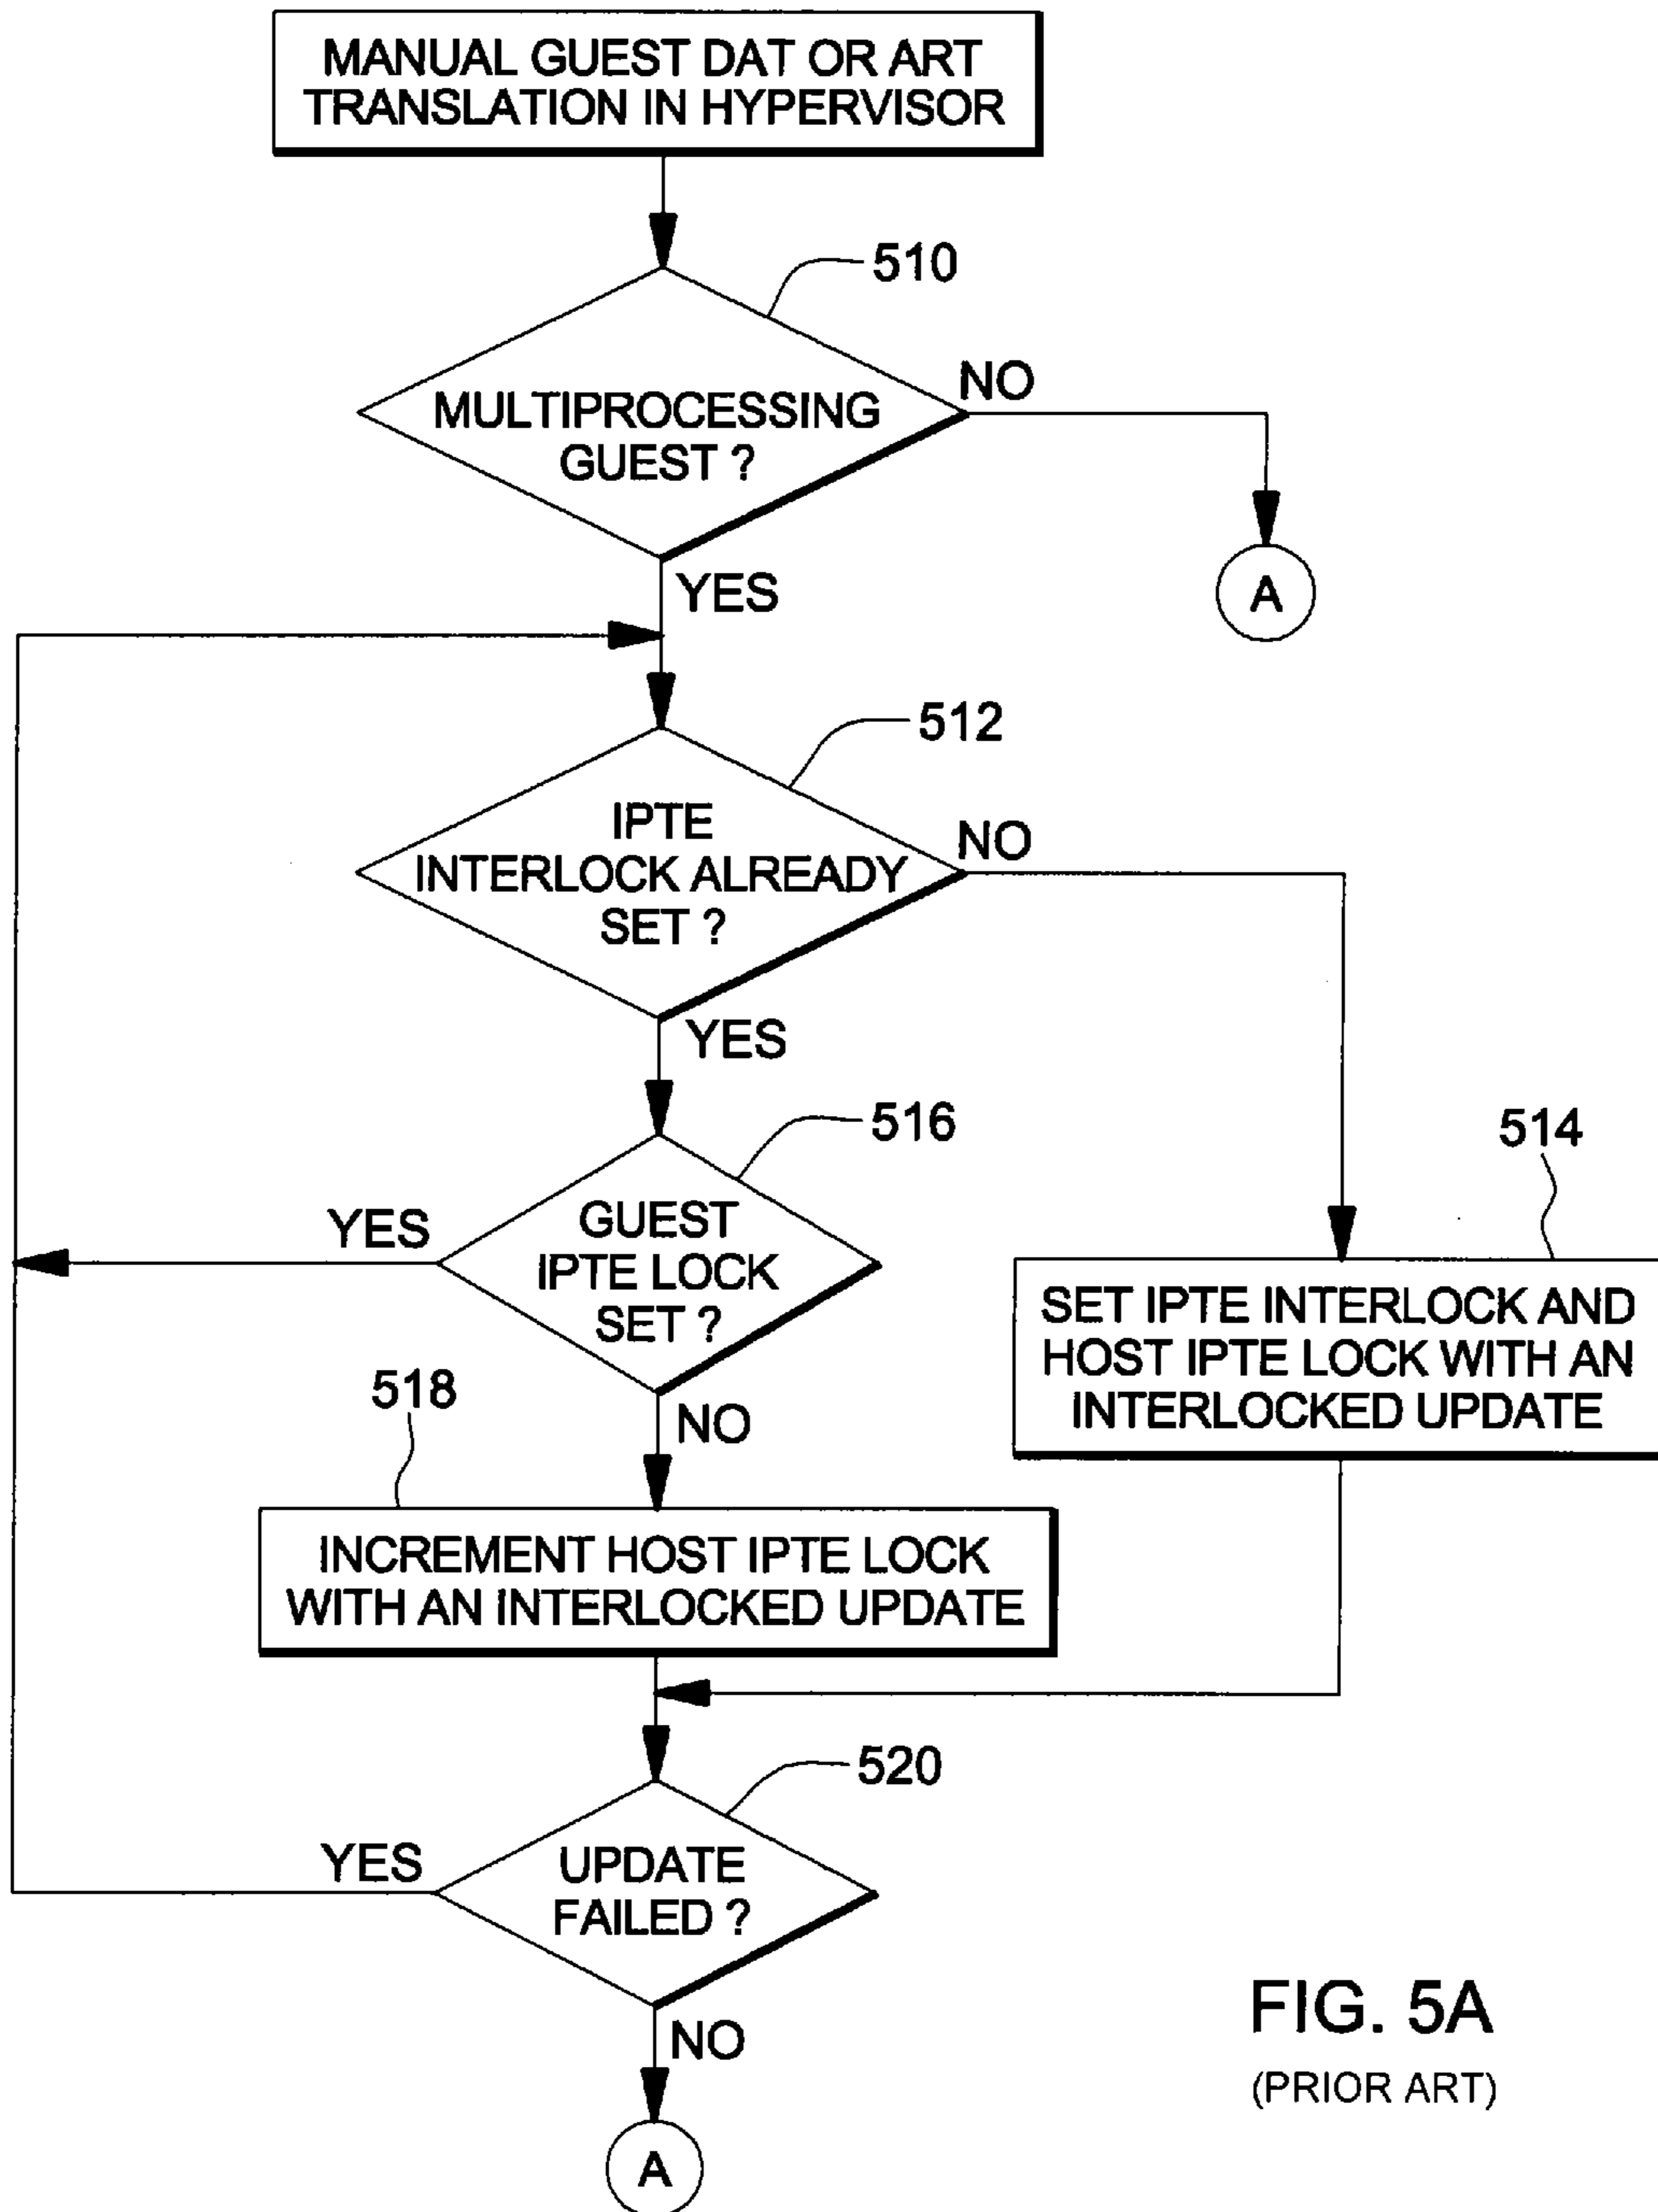 MANUAL GUEST DAT OR ART
TRANSLATION IN HYPERVISOR
510
MULTIPROCESSING
GUEST ?
NO
A
YES
512
IPTE
INTERLOCK ALREADY
SET ?
NO
YES
516
GUEST
IPTE LOCK
SET ?
YES
NO
514
SET IPTE INTERLOCK AND
HOST IPTE LOCK WITH AN
INTERLOCKED UPDATE
518
INCREMENT HOST IPTE LOCK
WITH AN INTERLOCKED UPDATE
520
UPDATE
FAILED ?
YES
NO
A
FIG. 5A
(PRIOR ART)